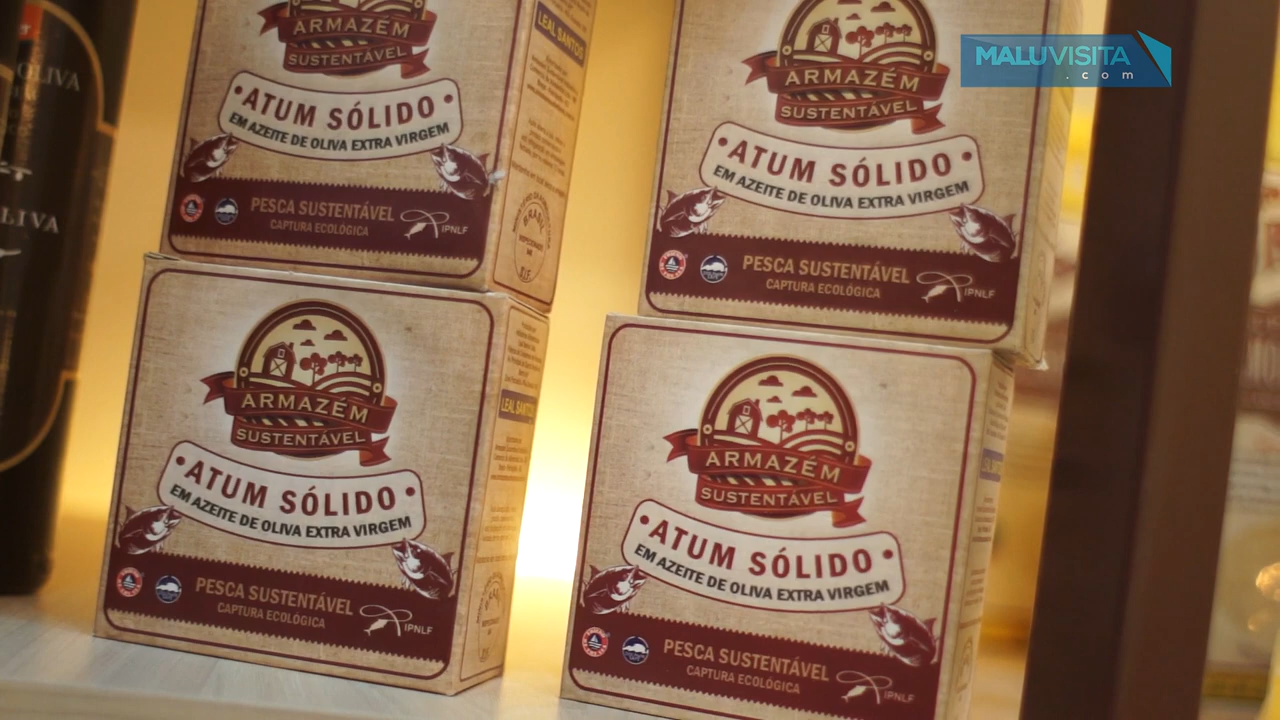 MALUVISITA
.com
OLIVA
LIVA
ARMAZÉM
SUSTENTÁVEL
ATUM SÓLIDO
EM AZEITE DE OLIVA EXTRA VIRGEM
PESCA SUSTENTÁVEL
CAPTURA ECOLÓGICA
IPNLF
LEAL SANTOS
BRASIL
S.I.F.
ARMAZÉM
SUSTENTÁVEL
ATUM SÓLIDO
EM AZEITE DE OLIVA EXTRA VIRGEM
PESCA SUSTENTÁVEL
CAPTURA ECOLÓGICA
IPNLF
ARMAZÉM
SUSTENTÁVEL
ATUM SÓLIDO
EM AZEITE DE OLIVA EXTRA VIRGEM
PESCA SUSTENTÁVEL
CAPTURA ECOLÓGICA
IPNLF
LEAL SANTOS
ARMAZÉM
SUSTENTÁVEL
ATUM SÓLIDO
EM AZEITE DE OLIVA EXTRA VIRGEM
PESCA SUSTENTÁVEL
CAPTURA ECOLÓGICA
IPNLF